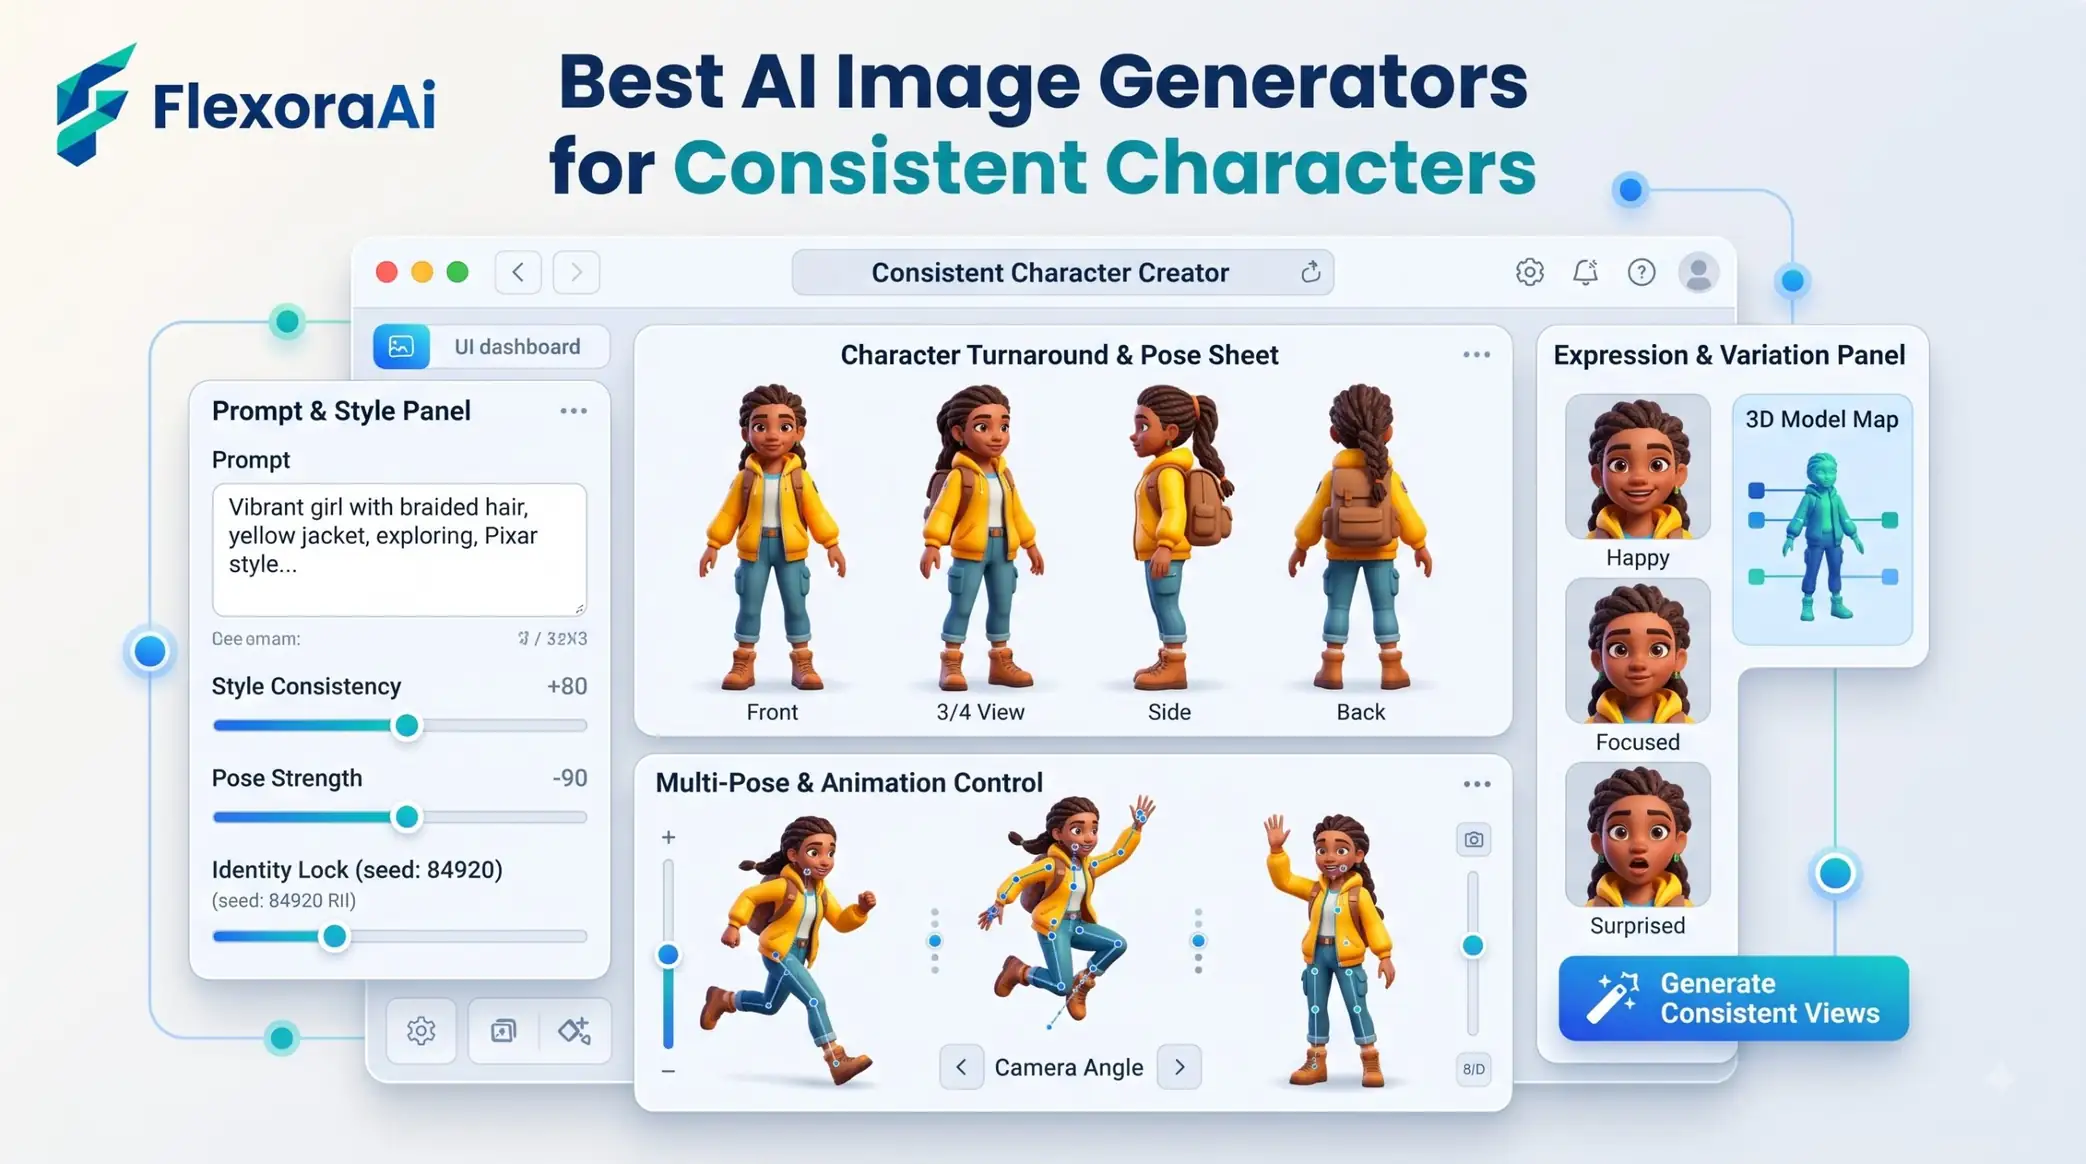 FlexoraAi
Best AI Image Generators
for Consistent Characters
Consistent Character Creator
UI dashboard
Prompt & Style Panel
Prompt
Vibrant girl with braided hair,
yellow jacket, exploring, Pixar
style...
Style Consistency +80
Pose Strength -90
Identity Lock (seed: 84920)
(seed: 84920 RII)
Character Turnaround & Pose Sheet
Front
3/4 View
Side
Back
Multi-Pose & Animation Control
Camera Angle
8/D
Expression & Variation Panel
Happy
Focused
Surprised
3D Model Map
Generate
Consistent Views